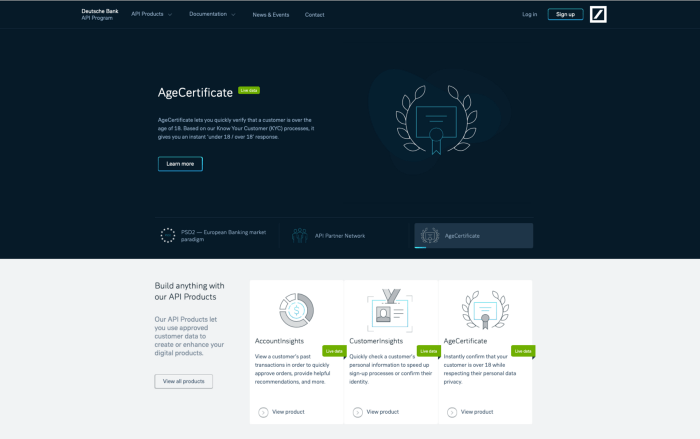 Deutsche Bank
API Program
API Products
Documentation
News & Events
Contact
Log in
Sign up
AgeCertificate
Live data
AgeCertificate lets you quickly verify that a customer is over the
age of 18. Based on our Know Your Customer (KYC) processes, it
gives you an instant 'under 18 / over 18' response.
Learn more
PSD2 — European Banking market
paradigm
API Partner Network
AgeCertificate
Build anything with
our API Products
Our API Products let
you use approved
customer data to
create or enhance your
digital products.
View all products
AccountInsights
Live data
View a customer's past
transactions in order to quickly
approve orders, provide helpful
recommendations, and more.
View product
CustomerInsights
Live data
Quickly check a customer's
personal information to speed up
sign-up processes or confirm their
identity.
View product
AgeCertificate
Live data
Instantly confirm that your
customer is over 18 while
respecting their personal data
privacy.
View product